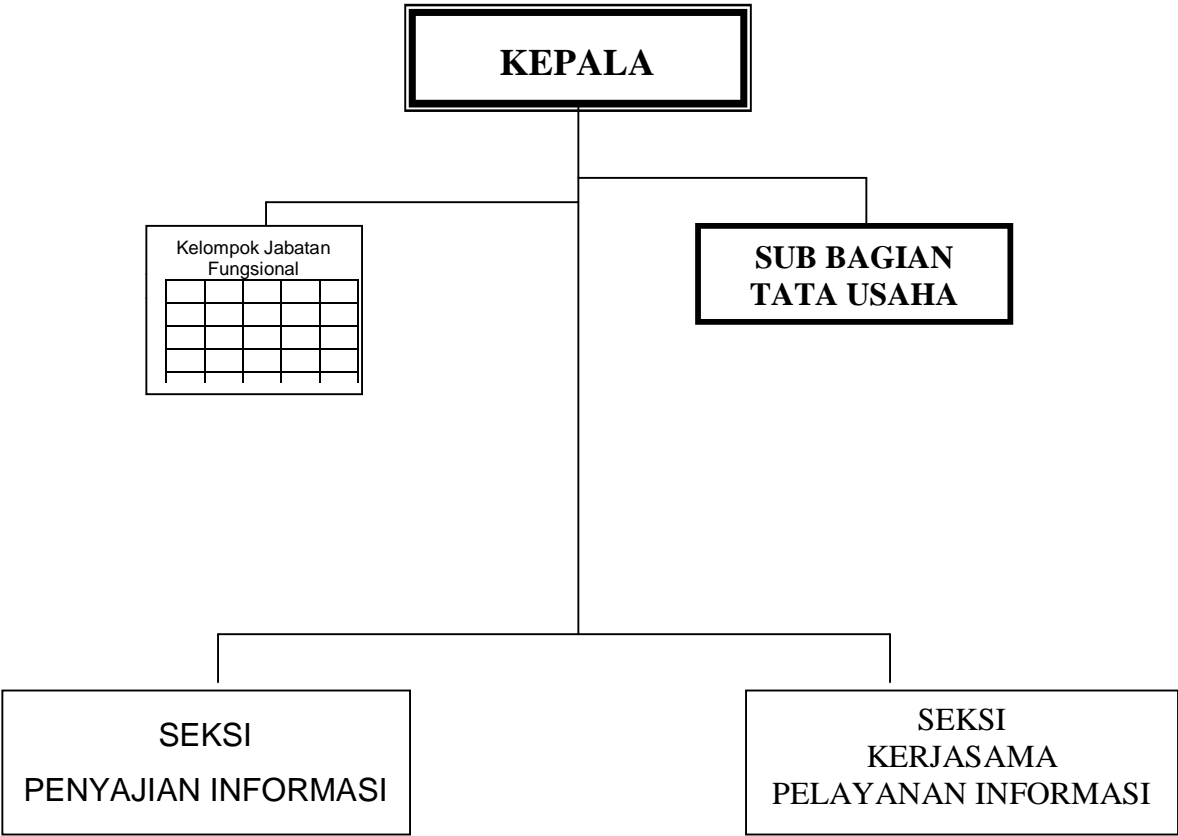 KEPALA
Kelompok Jabatan
Fungsional
SUB BAGIAN
TATA USAHA
SEKSI
PENYAJIAN INFORMASI
SEKSI
KERJASAMA
PELAYANAN INFORMASI